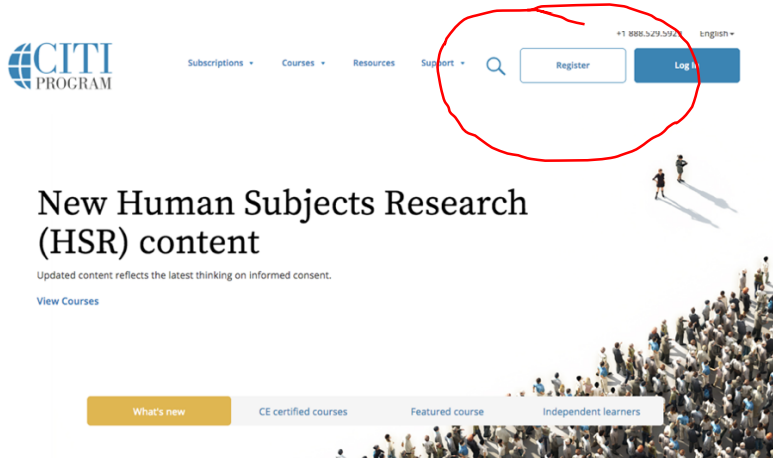 +1 888.529.5929 English
CITI
PROGRAM
Subscriptions
Courses
Resources
Support
Register
Log In
New Human Subjects Research
(HSR) content
Updated content reflects the latest thinking on informed consent.
View Courses
What's new
CE certified courses
Featured course
Independent learners